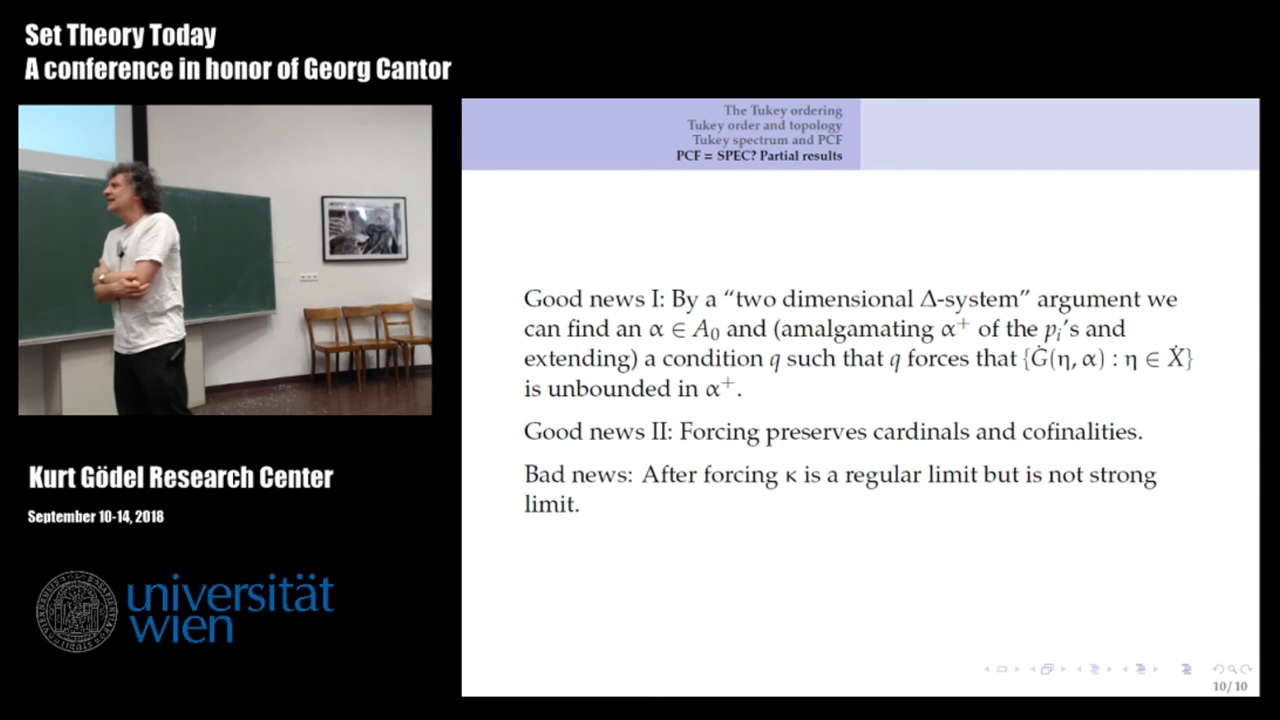 Set Theory Today
A conference in honor of Georg Cantor
The Tukey ordering
Tukey order and topology
Tukey spectrum and PCF
PCF = SPEC? Partial results
Good news I: By a “two dimensional Δ-system” argument we
can find an α ∈ A₀ and (amalgamating α⁺ of the pᵢ’s and
extending) a condition q such that q forces that {Ġ(η, α) : η ∈ Ẋ}
is unbounded in α⁺.
Good news II: Forcing preserves cardinals and cofinalities.
Bad news: After forcing κ is a regular limit but is not strong
limit.
10/10
Kurt Gödel Research Center
September 10-14, 2018
universität
wien